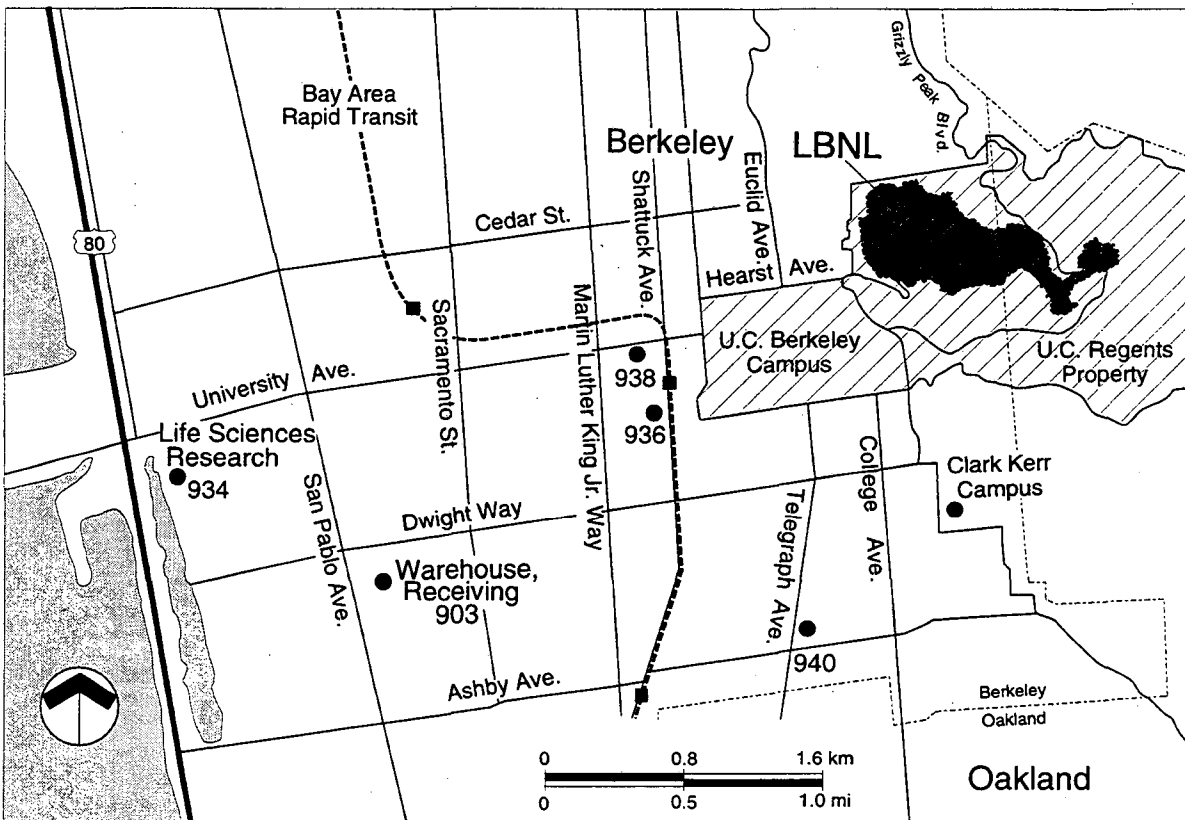 Bay Area
Rapid Transit
Berkeley
LBNL
Grizzly Peak Blvd.
80
Cedar St.
Shattuck Ave.
Euclid Ave.
Hearst Ave.
Sacramento St.
Martin Luther King Jr. Way
University Ave.
U.C. Berkeley
Campus
U.C. Regents
Property
938
936
Life Sciences
Research
934
San Pablo Ave.
Dwight Way
Telegraph Ave.
College Ave.
Clark Kerr
Campus
Warehouse,
Receiving
903
940
Ashby Ave.
Berkeley
Oakland
0 0.8 1.6 km
0 0.5 1.0 mi
Oakland